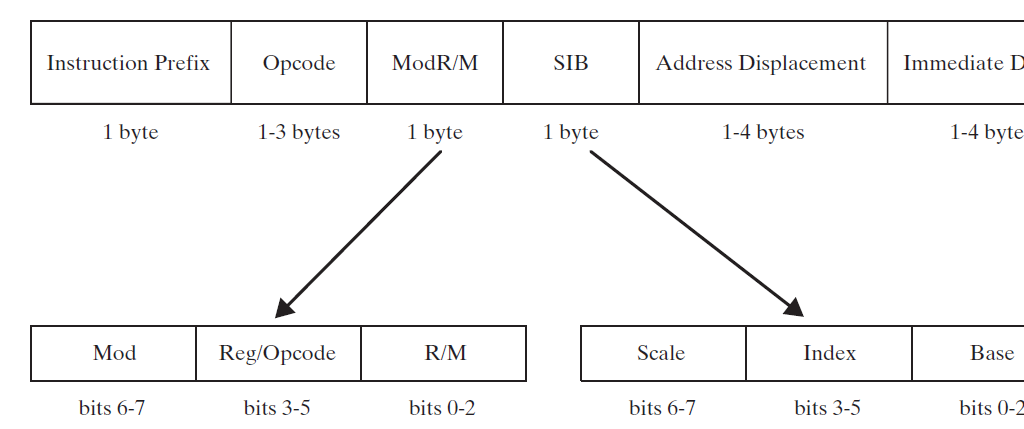 Instruction Prefix Opcode ModR/M SIB Address Displacement Immediate D
1 byte 1-3 bytes 1 byte 1 byte 1-4 bytes 1-4 byte
Mod Reg/Opcode R/M Scale Index Base
bits 6-7 bits 3-5 bits 0-2 bits 6-7 bits 3-5 bits 0-2